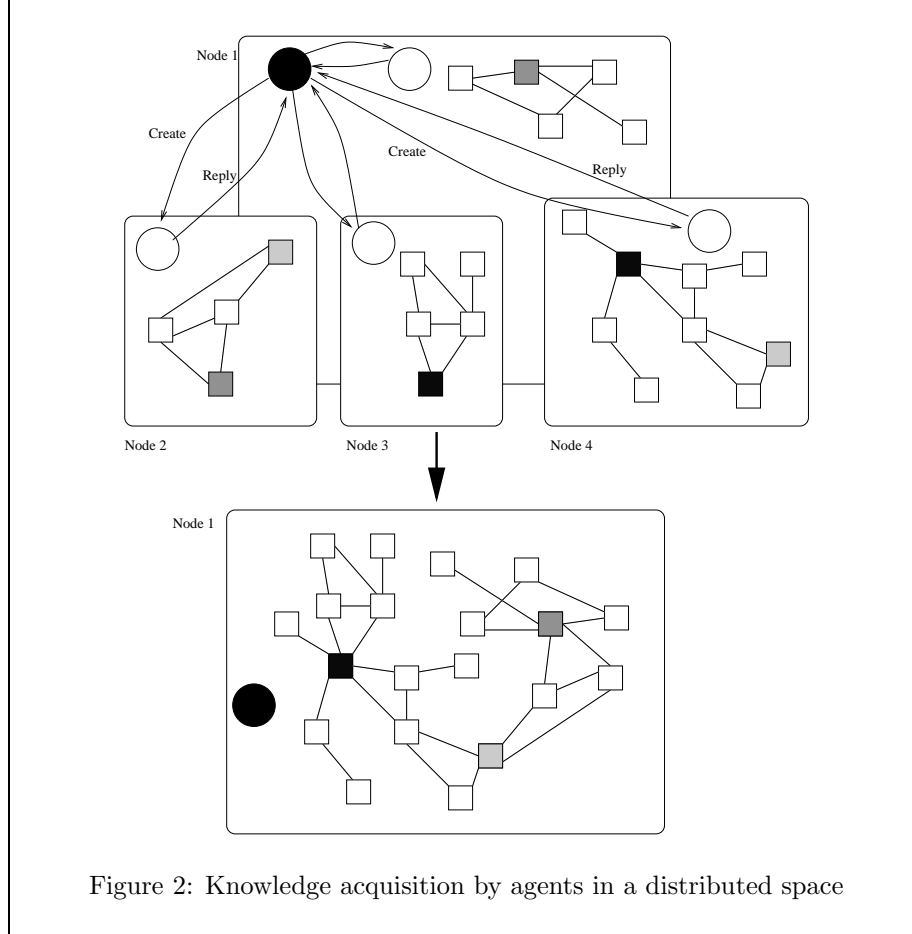 Node 1
Create
Create
Reply
Reply
Node 2
Node 3
Node 4
Node 1
Figure 2: Knowledge acquisition by agents in a distributed space